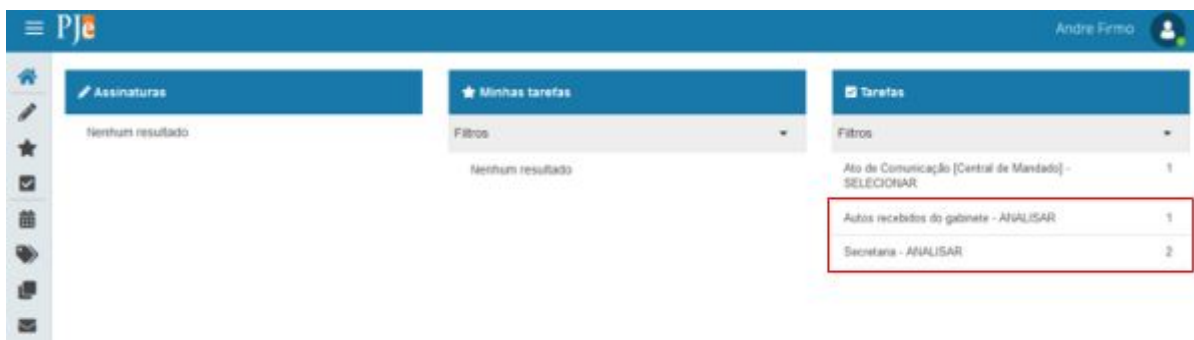 PJe
Andre Firmo
Assinaturas
Nenhum resultado
Minhas tarefas
Filtros
Nenhum resultado
Tarefas
Filtros
Ato de Comunicação [Central de Mandado] - 1
SELECIONAR
Autos recebidos do gabinete - ANALISAR 1
Secretaria - ANALISAR 2